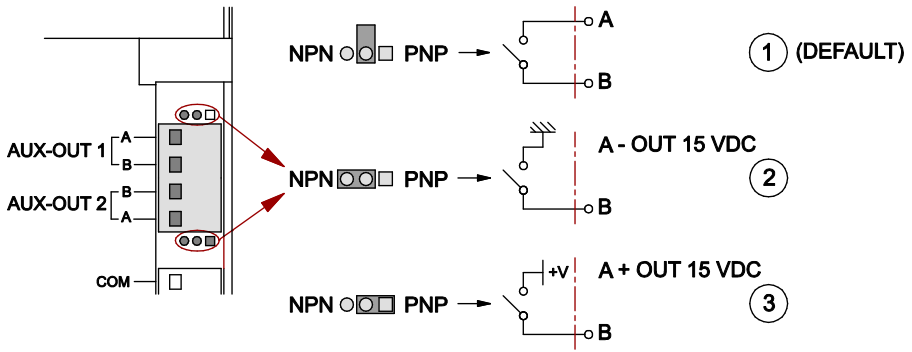 NPN PNP A B 1 (DEFAULT)
AUX-OUT 1 A B
AUX-OUT 2 B A
COM
NPN PNP A - OUT 15 VDC B 2
NPN PNP +V A + OUT 15 VDC B 3